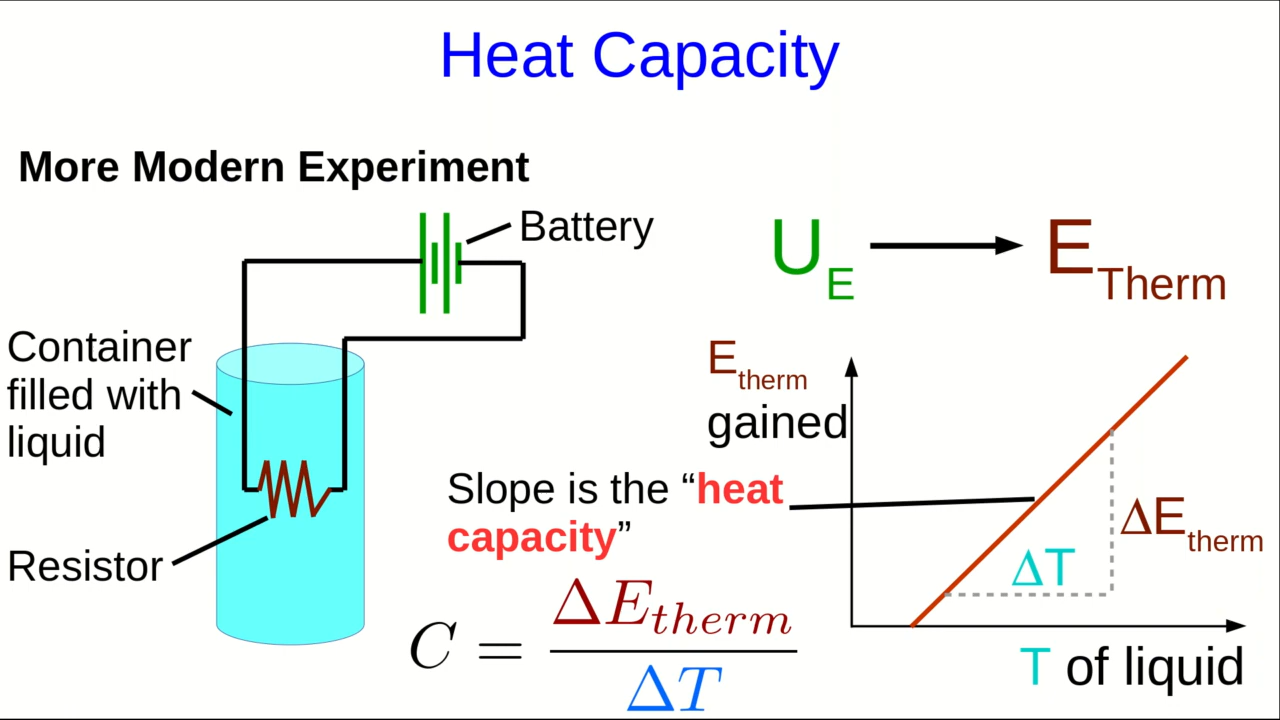 Heat Capacity
More Modern Experiment
Battery
U_E
E_Therm
Container
filled with
liquid
Resistor
E_therm
gained
Slope is the “heat
capacity”
C = ΔE_therm / ΔT
ΔE_therm
ΔT
T of liquid